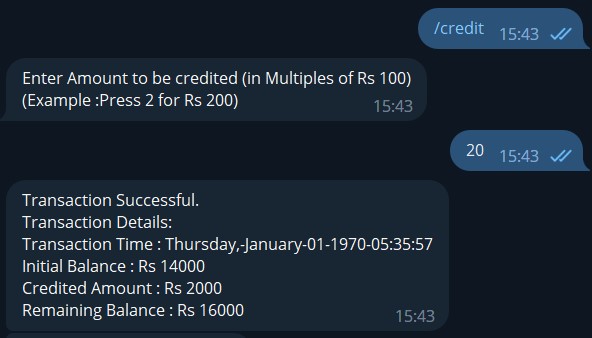 /credit 15:43
Enter Amount to be credited (in Multiples of Rs 100)
(Example :Press 2 for Rs 200)
15:43
20 15:43
Transaction Successful.
Transaction Details:
Transaction Time : Thursday,-January-01-1970-05:35:57
Initial Balance : Rs 14000
Credited Amount : Rs 2000
Remaining Balance : Rs 16000
15:43